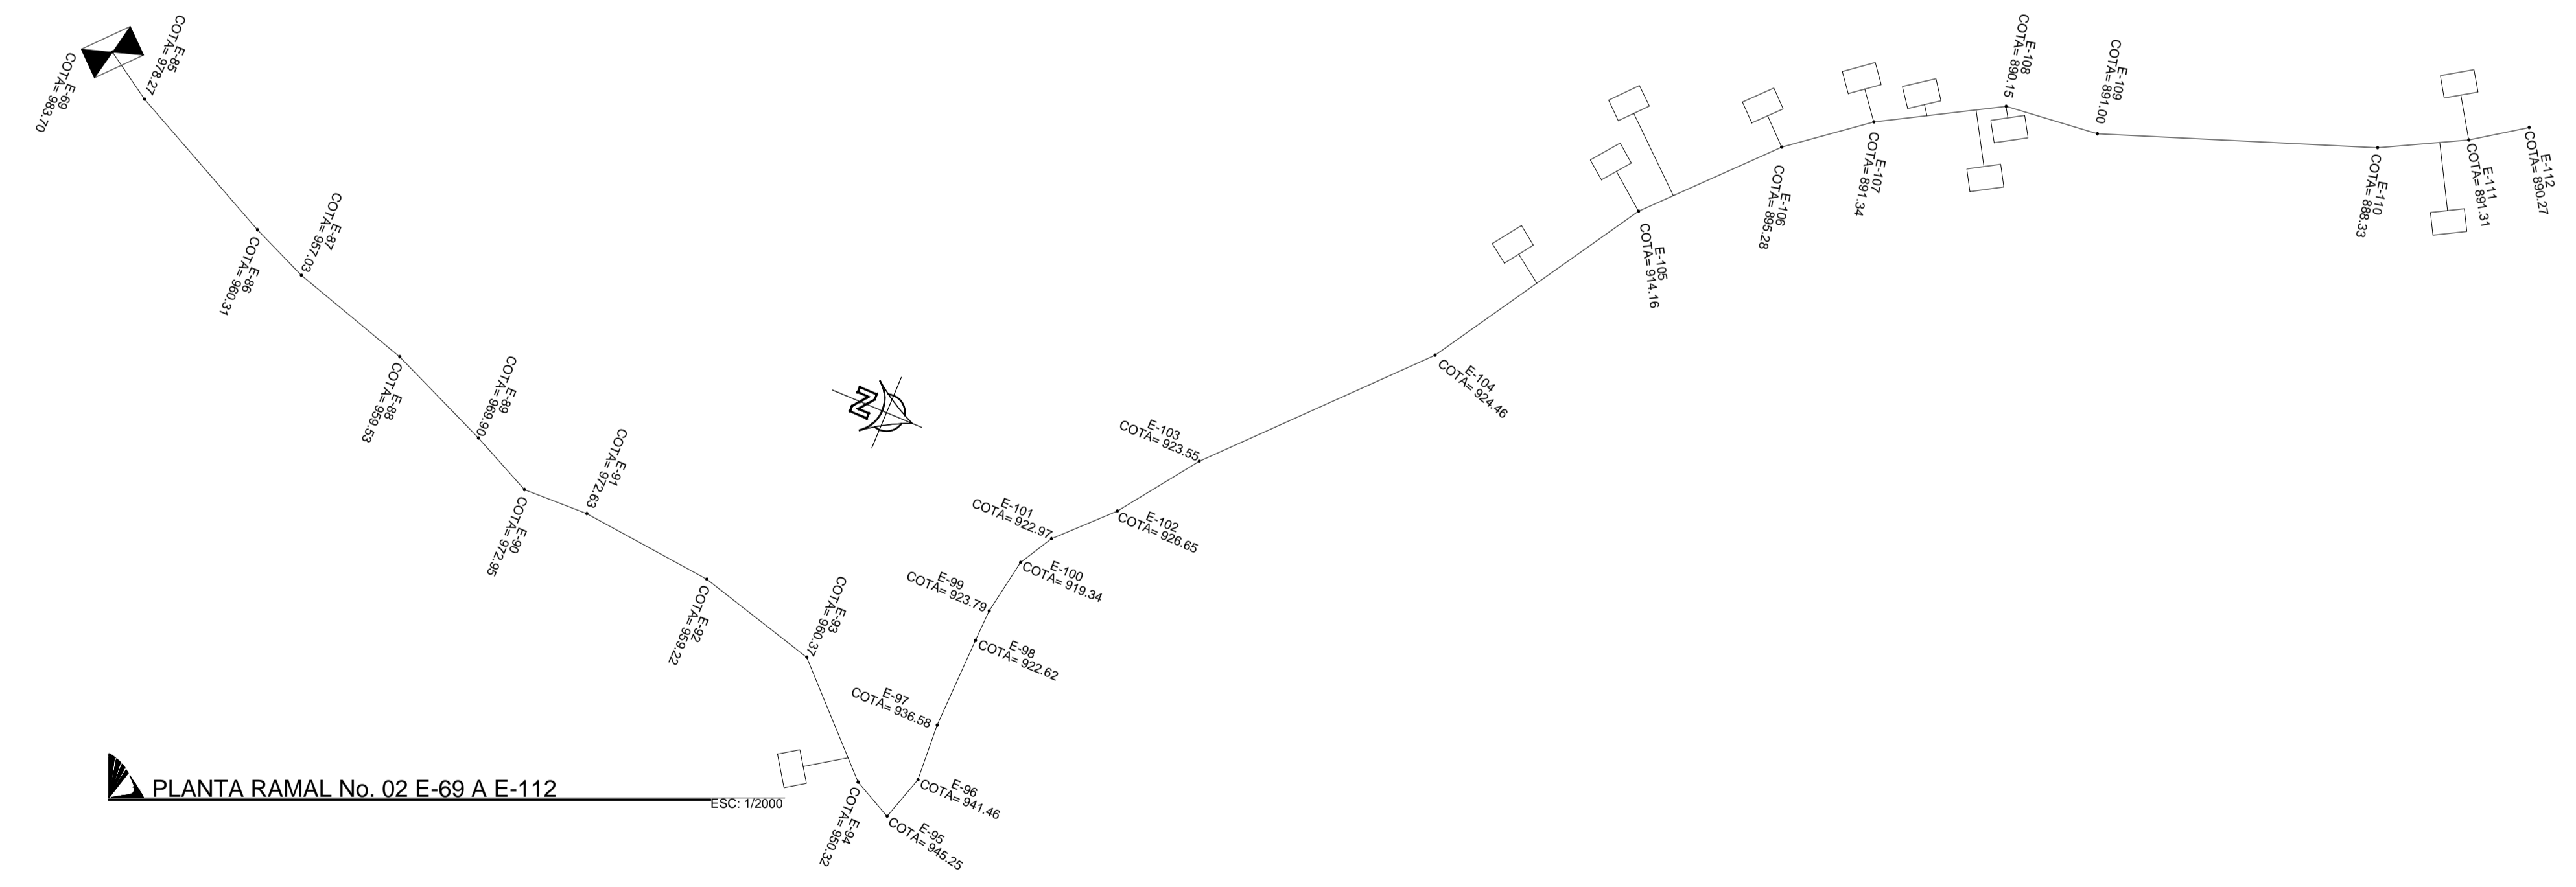 E-69
COTA= 983.70
E-85
COTA= 978.27
E-86
COTA= 960.31
E-87
COTA= 957.03
E-88
COTA= 959.53
E-89
COTA= 969.90
E-90
COTA= 972.95
E-91
COTA= 972.63
E-92
COTA= 959.22
E-93
COTA= 960.37
E-94
COTA= 950.32
E-95
COTA= 945.25
E-96
COTA= 941.46
E-97
COTA= 936.58
E-98
COTA= 922.62
E-99
COTA= 923.79
E-100
COTA= 919.34
E-101
COTA= 922.97
E-102
COTA= 926.65
E-103
COTA= 923.55
E-104
COTA= 924.46
E-105
COTA= 914.16
E-106
COTA= 895.28
E-107
COTA= 891.34
E-108
COTA= 890.15
E-109
COTA= 891.00
E-110
COTA= 888.33
E-111
COTA= 891.31
E-112
COTA= 890.27
N
PLANTA RAMAL No. 02 E-69 A E-112
ESC: 1/2000